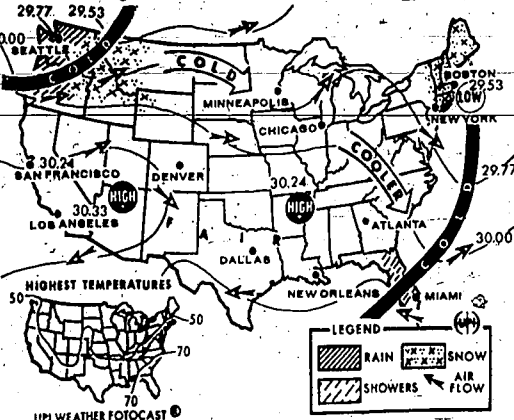 29.77 29.53
30.00
SEATTLE
COLD
COLD
MINNEAPOLIS
BOSTON
29.53
LOW
NEW YORK
CHICAGO
COOLER
30.24
SAN FRANCISCO
DENVER
30.24
29.77
HIGH
HIGH
30.33
LOS ANGELES
FAIR
ATLANTA
COLD
DALLAS
30.00
NEW ORLEANS
MIAMI
HIGHEST TEMPERATURES
50
50
70
70
UPI WEATHER FOTOCAST ©
LEGEND
UPI
RAIN
SNOW
SHOWERS
AIR FLOW